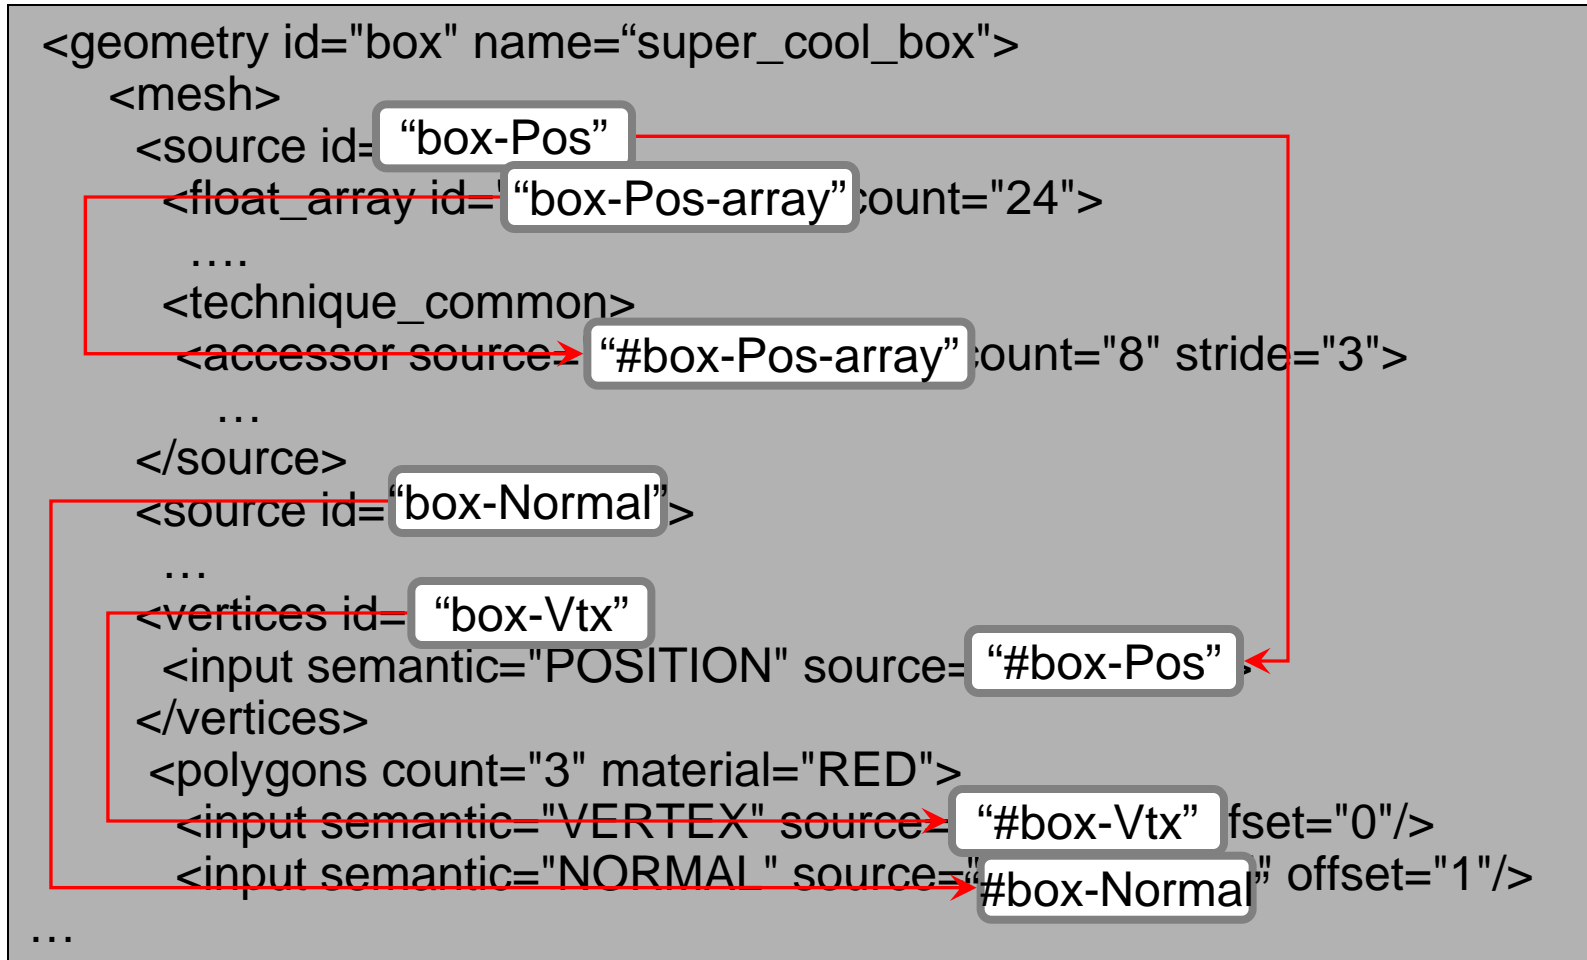 <geometry id="box" name=“super_cool_box">
<mesh>
<source id= “box-Pos”
<float_array id=" “box-Pos-array” count="24">
….
<technique_common>
<accessor source= “#box-Pos-array” count="8" stride="3">
…
</source>
<source id= “box-Normal” >
…
<vertices id= “box-Vtx”
<input semantic="POSITION" source= “#box-Pos” >
</vertices>
<polygons count="3" material="RED">
<input semantic="VERTEX" source= “#box-Vtx” fset="0"/>
<input semantic="NORMAL" source=“#box-Normal” offset="1"/>
…